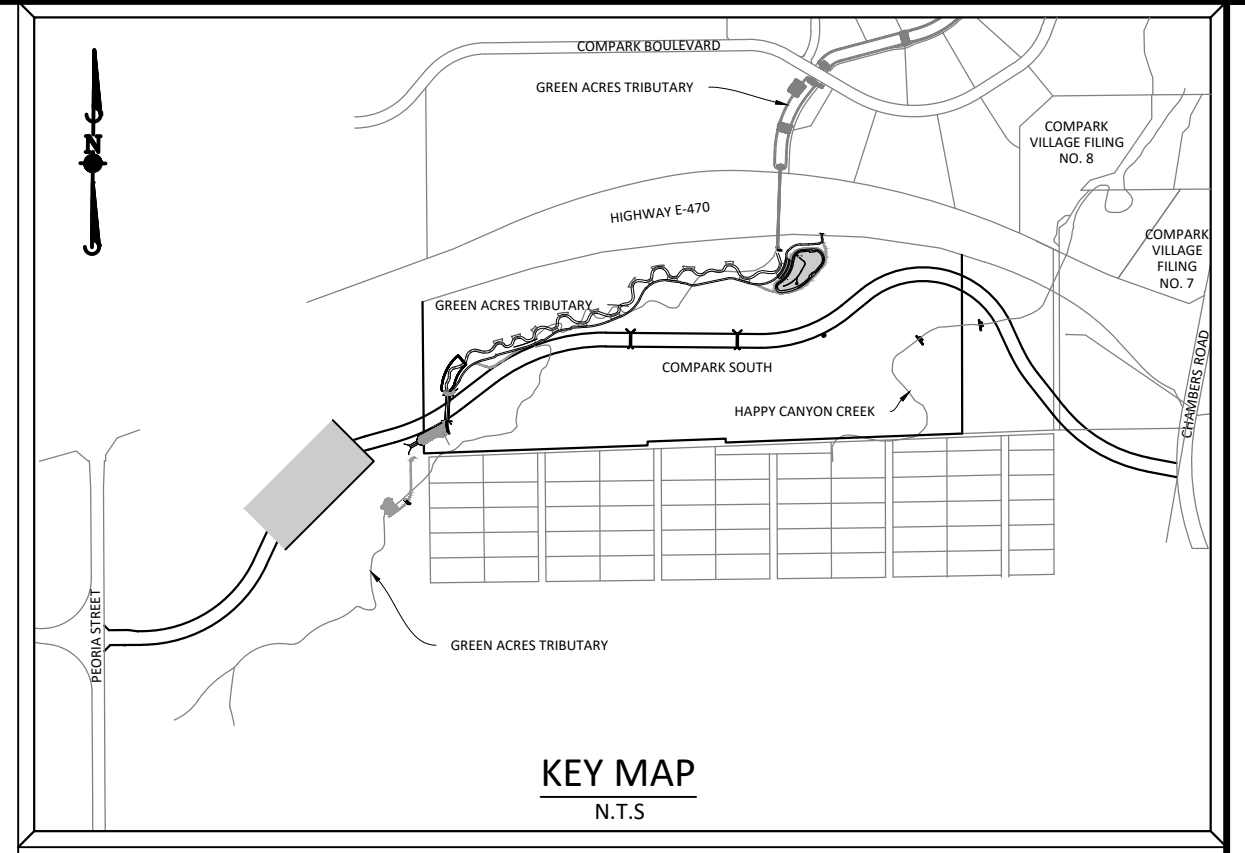 COMPARK BOULEVARD
GREEN ACRES TRIBUTARY
COMPARK
VILLAGE FILING
NO. 8
N
HIGHWAY E-470
COMPARK
VILLAGE
FILING
NO. 7
GREEN ACRES TRIBUTARY
COMPARK SOUTH
CHAMBERS ROAD
HAPPY CANYON CREEK
PEORIA STREET
GREEN ACRES TRIBUTARY
KEY MAP
N.T.S